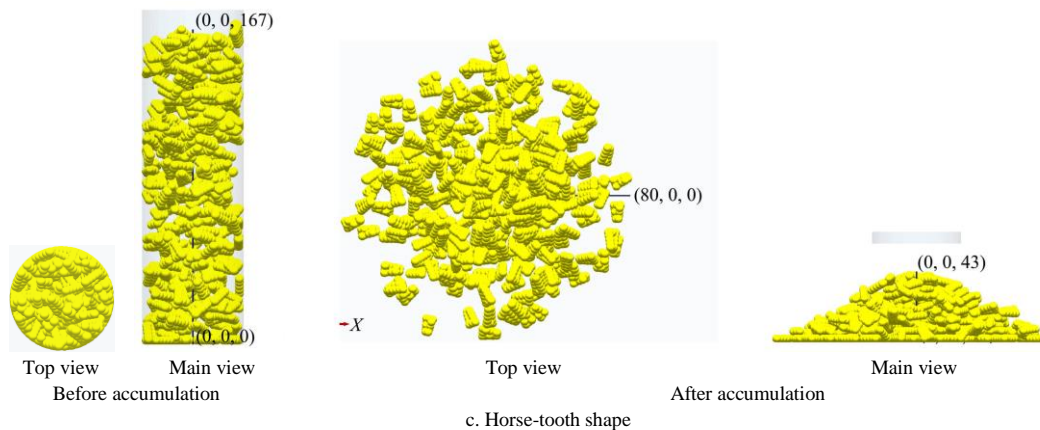 (0, 0, 167)
(80, 0, 0)
(0, 0, 43)
(0, 0, 0)
X
Top view Main view Top view Main view
Before accumulation After accumulation
c. Horse-tooth shape